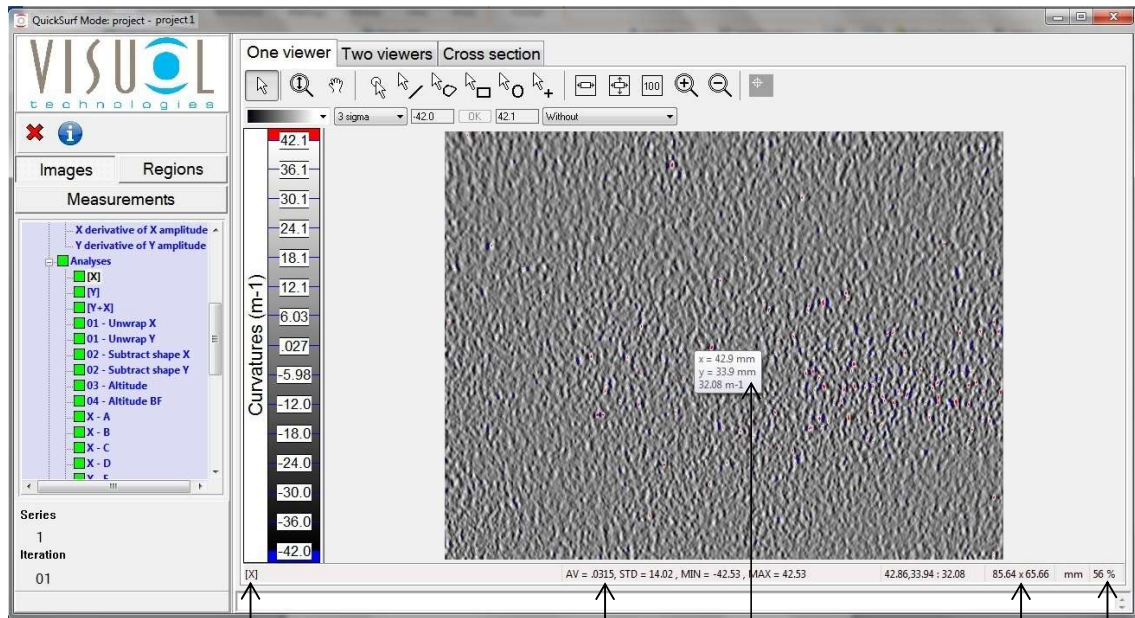 QuickSurf Mode: project - project1
VISUOL
technologies
Images
Regions
Measurements
X derivative of X amplitude
Y derivative of Y amplitude
Analyses
[X]
[Y]
[Y+X]
01 - Unwrap X
01 - Unwrap Y
02 - Subtract shape X
02 - Subtract shape Y
03 - Altitude
04 - Altitude BF
X - A
X - B
X - C
X - D
Series
1
Iteration
01
One viewer
Two viewers
Cross section
100
3 sigma
-42.0
OK
42.1
Without
Curvatures (m-1)
42.1
36.1
30.1
24.1
18.1
12.1
6.03
.027
-5.98
-12.0
-18.0
-24.0
-30.0
-36.0
-42.0
x = 42.9 mm
y = 33.9 mm
32.08 m-1
[X]
AV = .0315, STD = 14.02 , MIN = -42.53 , MAX = 42.53
42.86,33.94 : 32.08
85.64 x 65.66
mm
56 %